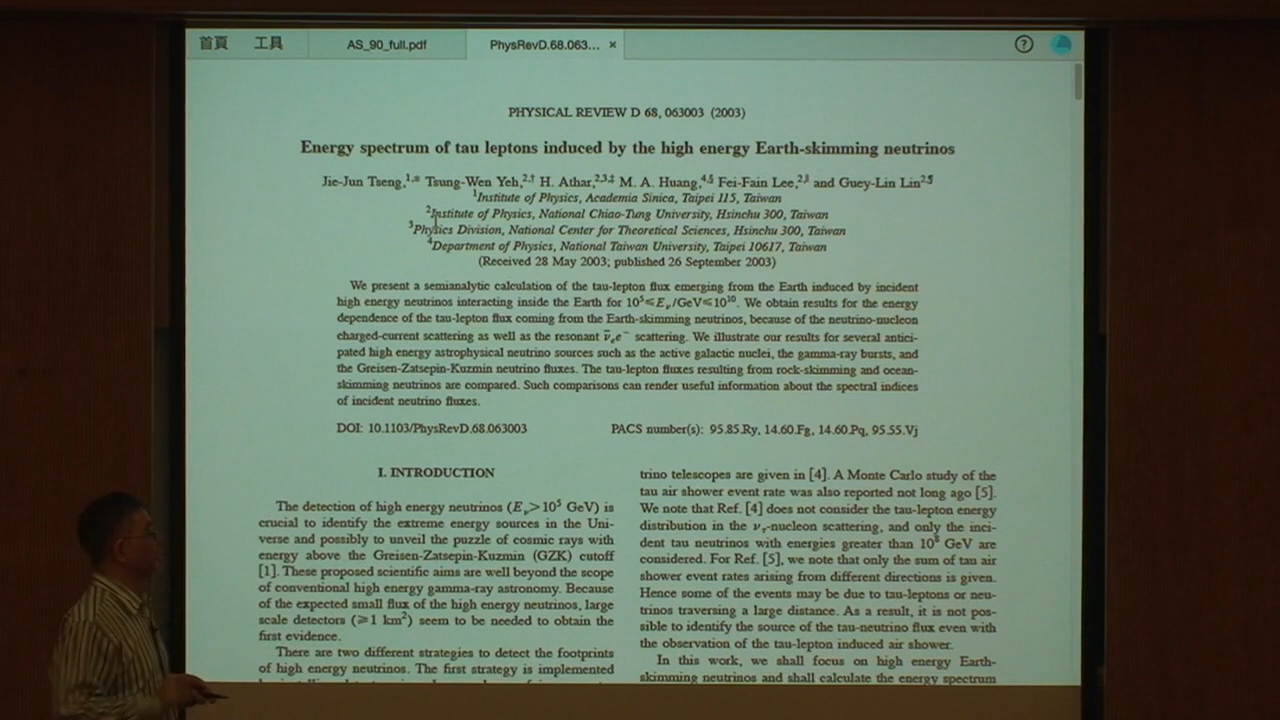 首頁 工具 AS_90_full.pdf PhysRevD.68.063... × ?
PHYSICAL REVIEW D 68, 063003 (2003)
Energy spectrum of tau leptons induced by the high energy Earth-skimming neutrinos
Jie-Jun Tseng,1,* Tsung-Wen Yeh,2,† H. Athar,2,3,‡ M. A. Huang,4,§ Fei-Fain Lee,2,∥ and Guey-Lin Lin2,¶
1Institute of Physics, Academia Sinica, Taipei 115, Taiwan
2Institute of Physics, National Chiao-Tung University, Hsinchu 300, Taiwan
3Physics Division, National Center for Theoretical Sciences, Hsinchu 300, Taiwan
4Department of Physics, National Taiwan University, Taipei 10617, Taiwan
(Received 28 May 2003; published 26 September 2003)
We present a semianalytic calculation of the tau-lepton flux emerging from the Earth induced by incident
high energy neutrinos interacting inside the Earth for 10⁵⩽Eν/GeV⩽10¹⁰. We obtain results for the energy
dependence of the tau-lepton flux coming from the Earth-skimming neutrinos, because of the neutrino-nucleon
charged-current scattering as well as the resonant ν̄ₑe⁻ scattering. We illustrate our results for several antici-
pated high energy astrophysical neutrino sources such as the active galactic nuclei, the gamma-ray bursts, and
the Greisen-Zatsepin-Kuzmin neutrino fluxes. The tau-lepton fluxes resulting from rock-skimming and ocean-
skimming neutrinos are compared. Such comparisons can render useful information about the spectral indices
of incident neutrino fluxes.
DOI: 10.1103/PhysRevD.68.063003 PACS number(s): 95.85.Ry, 14.60.Fg, 14.60.Pq, 95.55.Vj
I. INTRODUCTION
The detection of high energy neutrinos (Eν>10⁵ GeV) is
crucial to identify the extreme energy sources in the Uni-
verse and possibly to unveil the puzzle of cosmic rays with
energy above the Greisen-Zatsepin-Kuzmin (GZK) cutoff
[1]. These proposed scientific aims are well beyond the scope
of conventional high energy gamma-ray astronomy. Because
of the expected small flux of the high energy neutrinos, large
scale detectors (⩾1 km²) seem to be needed to obtain the
first evidence.
There are two different strategies to detect the footprints
of high energy neutrinos. The first strategy is implemented
trino telescopes are given in [4]. A Monte Carlo study of the
tau air shower event rate was also reported not long ago [5].
We note that Ref. [4] does not consider the tau-lepton energy
distribution in the ντ-nucleon scattering, and only the inci-
dent tau neutrinos with energies greater than 10⁸ GeV are
considered. For Ref. [5], we note that only the sum of tau air
shower event rates arising from different directions is given.
Hence some of the events may be due to tau-leptons or neu-
trinos traversing a large distance. As a result, it is not pos-
sible to identify the source of the tau-neutrino flux even with
the observation of the tau-lepton induced air shower.
In this work, we shall focus on high energy Earth-
skimming neutrinos and shall calculate the energy spectrum